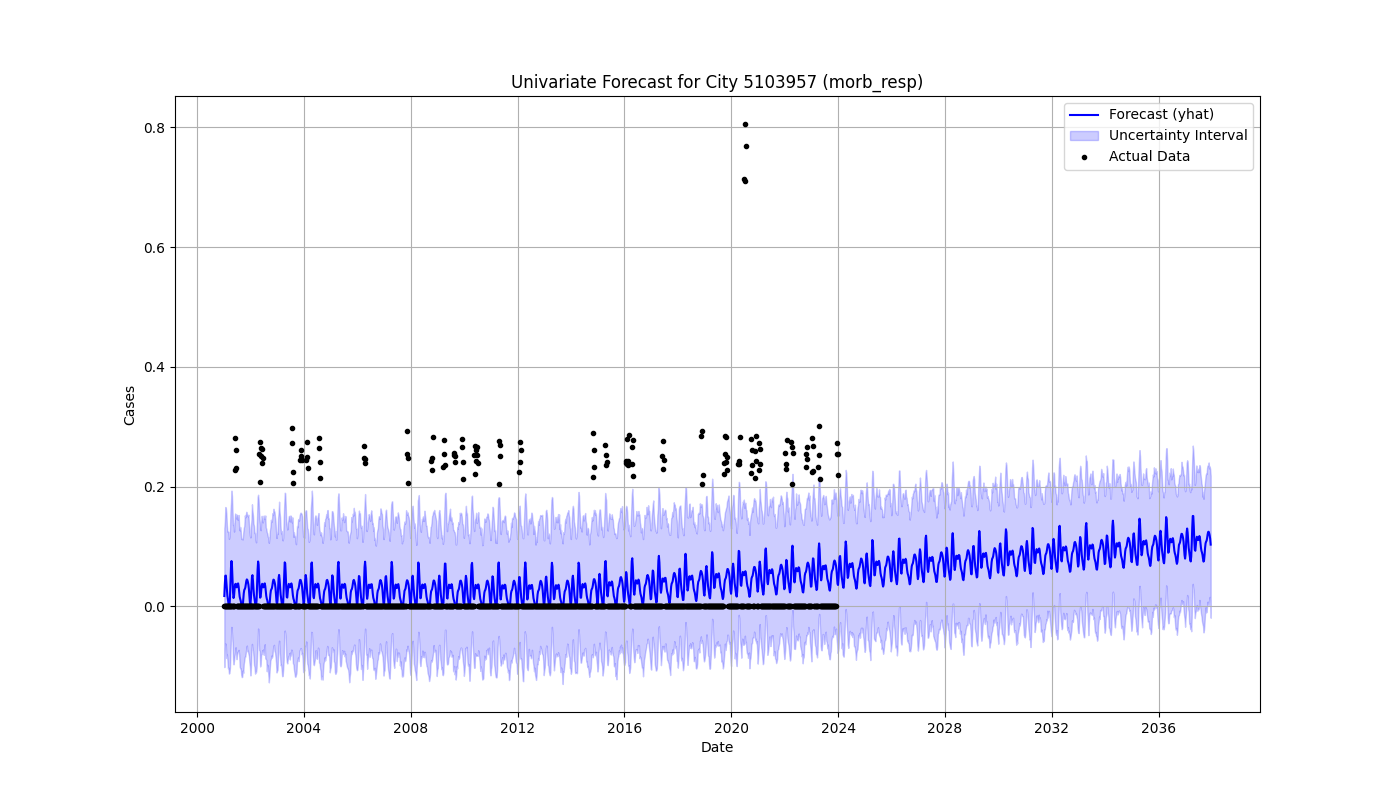 Univariate Forecast for City 5103957 (morb_resp)
Forecast (yhat)
Uncertainty Interval
Actual Data
Cases
0.8
0.6
0.4
0.2
0.0
2000 2004 2008 2012 2016 2020 2024 2028 2032 2036
Date